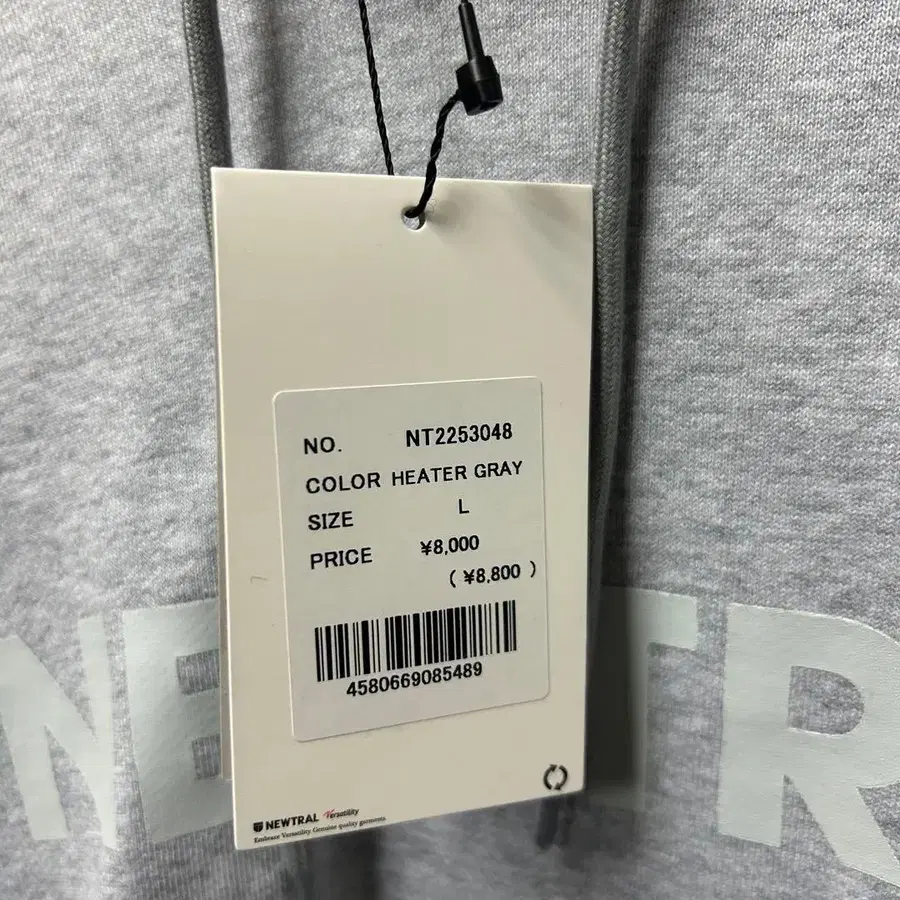 NO. NT2253048
COLOR HEATER GRAY
SIZE L
PRICE ¥8,000
( ¥8,800 )
4580669085489
NEWTRAL Versatility
Embrace Versatility. Genuine quality garments.
NE TR